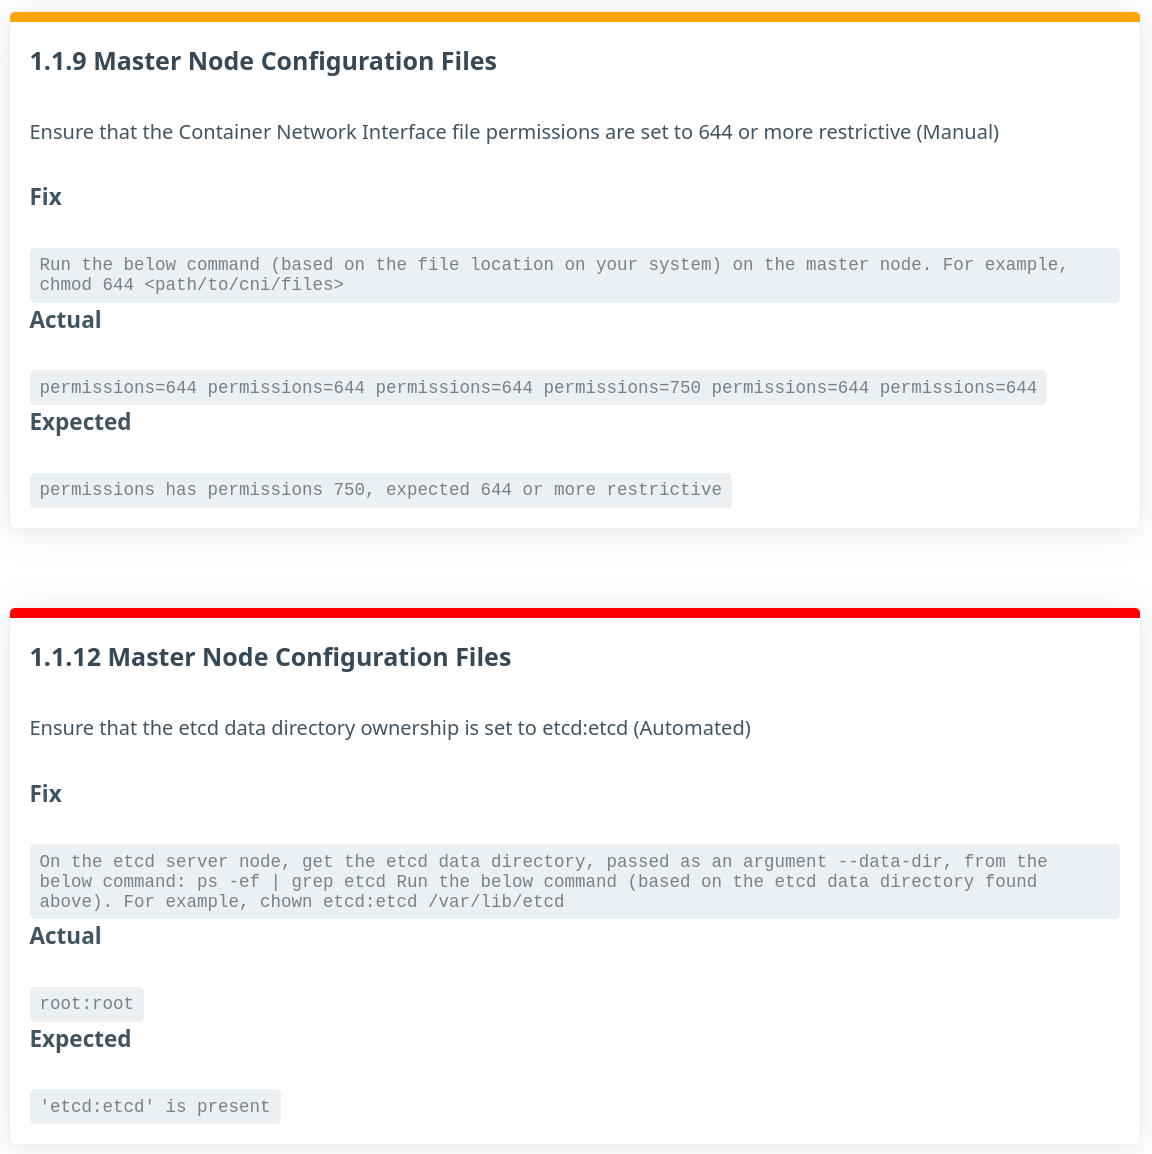 1.1.9 Master Node Configuration Files
Ensure that the Container Network Interface file permissions are set to 644 or more restrictive (Manual)
Fix
Run the below command (based on the file location on your system) on the master node. For example,
chmod 644 <path/to/cni/files>
Actual
permissions=644 permissions=644 permissions=644 permissions=750 permissions=644 permissions=644
Expected
permissions has permissions 750, expected 644 or more restrictive
1.1.12 Master Node Configuration Files
Ensure that the etcd data directory ownership is set to etcd:etcd (Automated)
Fix
On the etcd server node, get the etcd data directory, passed as an argument --data-dir, from the
below command: ps -ef | grep etcd Run the below command (based on the etcd data directory found
above). For example, chown etcd:etcd /var/lib/etcd
Actual
root:root
Expected
'etcd:etcd' is present